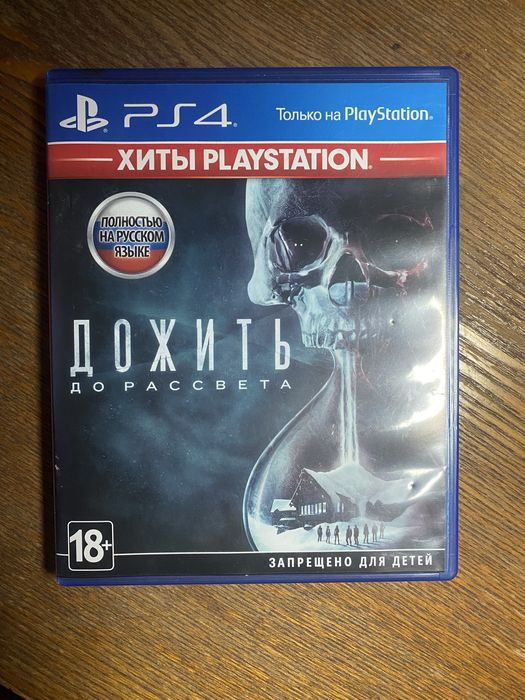 PS4
Только на PlayStation
ХИТЫ PLAYSTATION
ПОЛНОСТЬЮ
НА РУССКОМ
ЯЗЫКЕ
ДОЖИТЬ
ДО РАССВЕТА
18+
ЗАПРЕЩЕНО ДЛЯ ДЕТЕЙ